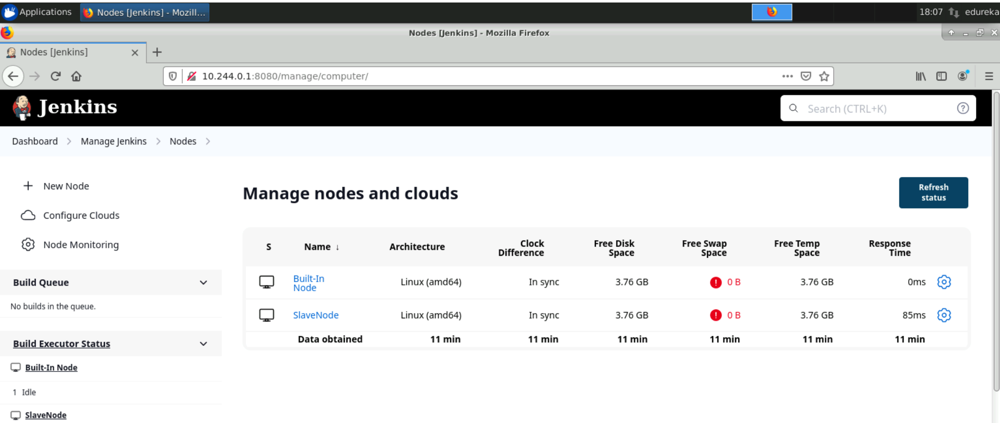 Applications
Nodes [Jenkins] - Mozill...
18:07 edureka
Nodes [Jenkins] - Mozilla Firefox
Nodes [Jenkins]
10.244.0.1:8080/manage/computer/
Jenkins
Search (CTRL+K)
Dashboard Manage Jenkins Nodes
New Node
Configure Clouds
Node Monitoring
Build Queue
No builds in the queue.
Build Executor Status
Built-In Node
1 Idle
SlaveNode
Manage nodes and clouds
Refresh
status
S Name ↓ Architecture Clock Difference Free Disk Space Free Swap Space Free Temp Space Response Time
Built-In Node Linux (amd64) In sync 3.76 GB 0 B 3.76 GB 0ms
SlaveNode Linux (amd64) In sync 3.76 GB 0 B 3.76 GB 85ms
Data obtained 11 min 11 min 11 min 11 min 11 min 11 min